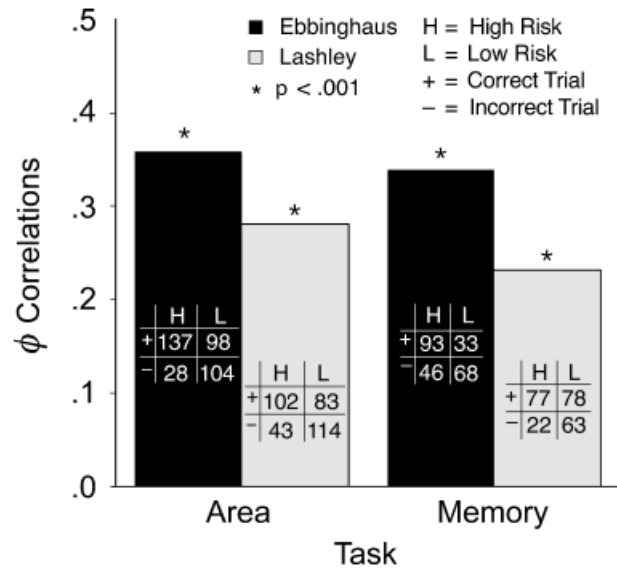 .5
.4
.3
.2
.1
.0
ϕ Correlations
Ebbinghaus
Lashley
* p < .001
H = High Risk
L = Low Risk
+ = Correct Trial
− = Incorrect Trial
*
*
*
*
H L
+ 137 98
− 28 104
H L
+ 102 83
− 43 114
H L
+ 93 33
− 46 68
H L
+ 77 78
− 22 63
Area Memory
Task